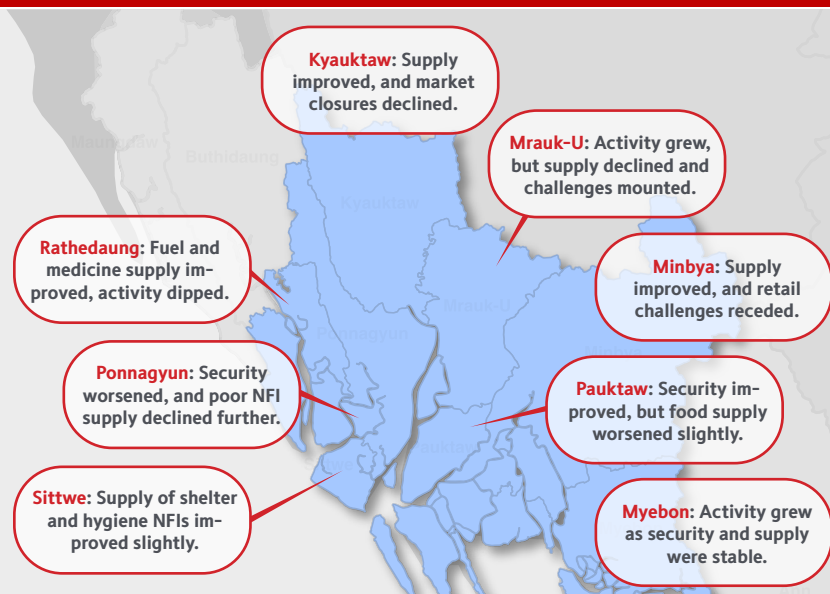 Kyauktaw: Supply
improved, and market
closures declined.
Mrauk-U: Activity grew,
but supply declined and
challenges mounted.
Buthidaung
Kyauktaw
Rathedaung: Fuel and
medicine supply im-
proved, activity dipped.
Minbya: Supply
improved, and retail
challenges receded.
Mrauk-U
Ponnagyun
Ponnagyun: Security
worsened, and poor NFI
supply declined further.
Pauktaw: Security im-
proved, but food supply
worsened slightly.
Sittwe: Supply of shelter
and hygiene NFIs im-
proved slightly.
Myebon: Activity grew
as security and supply
were stable.